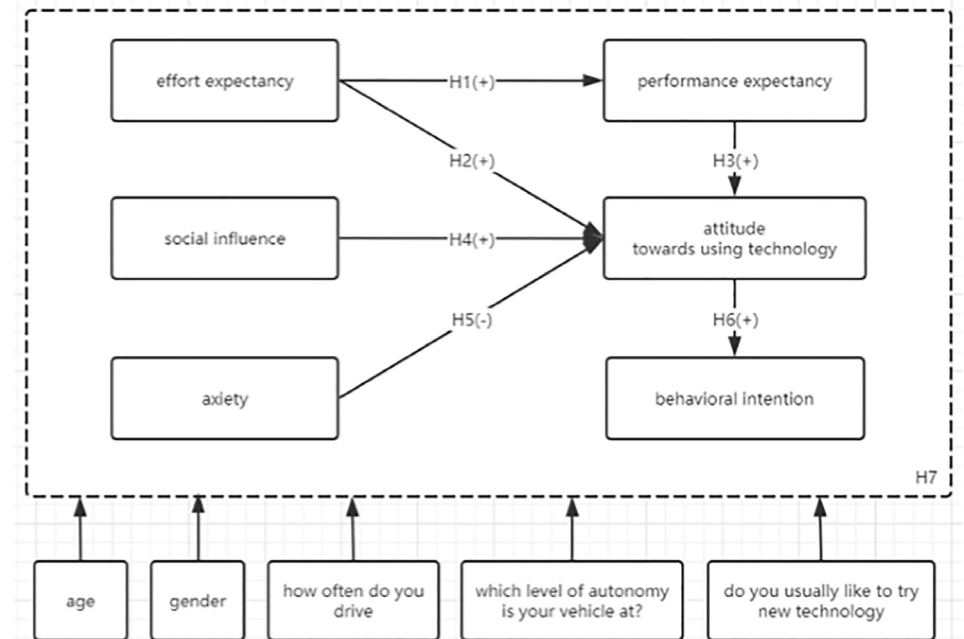 effort expectancy
H1(+)
performance expectancy
H2(+)
H3(+)
social influence
H4(+)
attitude
towards using technology
H5(-)
H6(+)
axiety
behavioral intention
H7
age
gender
how often do you
drive
which level of autonomy
is your vehicle at?
do you usually like to try
new technology